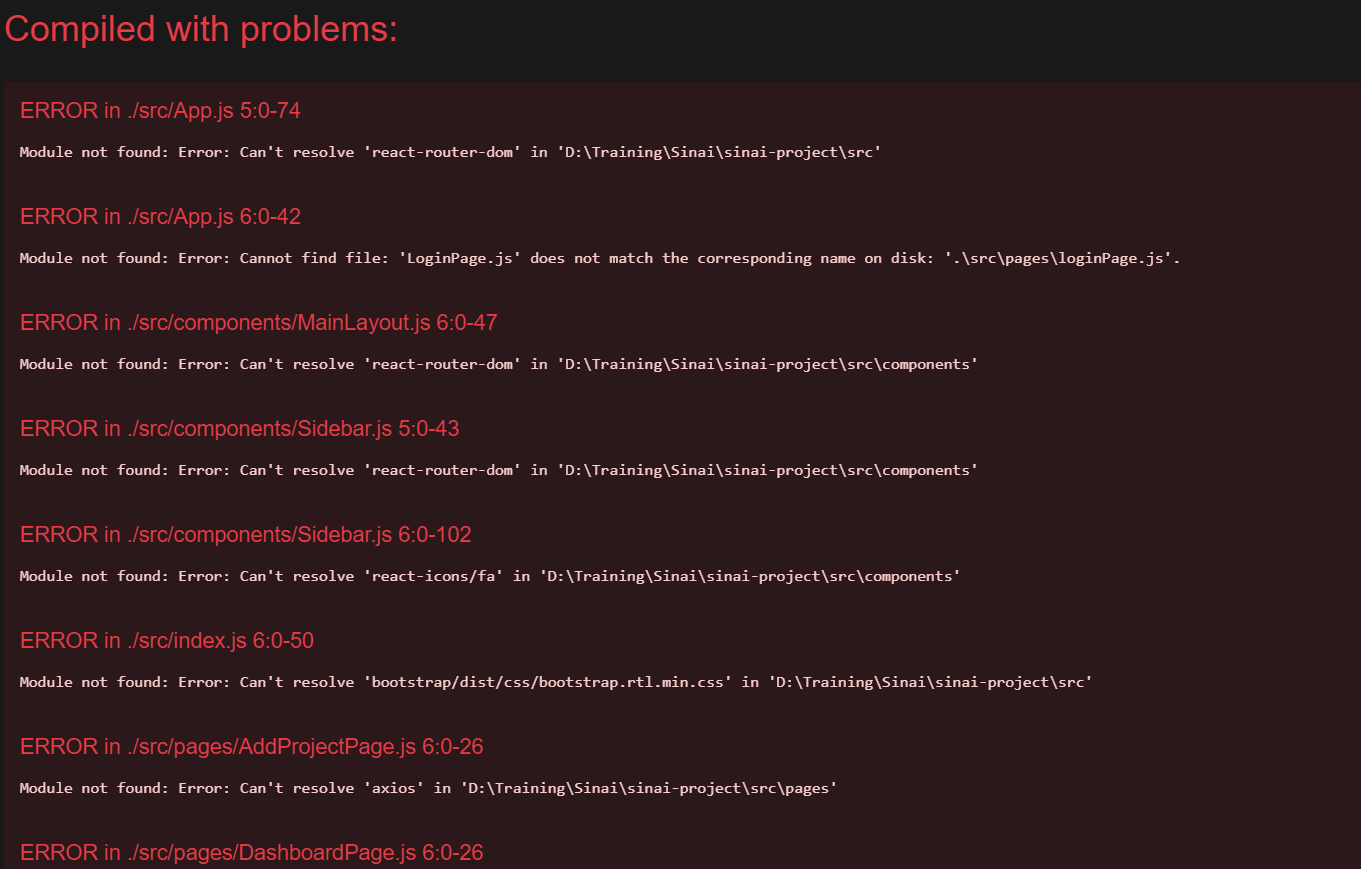 Compiled with problems:
ERROR in ./src/App.js 5:0-74
Module not found: Error: Can't resolve 'react-router-dom' in 'D:\Training\Sinai\sinai-project\src'
ERROR in ./src/App.js 6:0-42
Module not found: Error: Cannot find file: 'LoginPage.js' does not match the corresponding name on disk: '.\src\pages\loginPage.js'.
ERROR in ./src/components/MainLayout.js 6:0-47
Module not found: Error: Can't resolve 'react-router-dom' in 'D:\Training\Sinai\sinai-project\src\components'
ERROR in ./src/components/Sidebar.js 5:0-43
Module not found: Error: Can't resolve 'react-router-dom' in 'D:\Training\Sinai\sinai-project\src\components'
ERROR in ./src/components/Sidebar.js 6:0-102
Module not found: Error: Can't resolve 'react-icons/fa' in 'D:\Training\Sinai\sinai-project\src\components'
ERROR in ./src/index.js 6:0-50
Module not found: Error: Can't resolve 'bootstrap/dist/css/bootstrap.rtl.min.css' in 'D:\Training\Sinai\sinai-project\src'
ERROR in ./src/pages/AddProjectPage.js 6:0-26
Module not found: Error: Can't resolve 'axios' in 'D:\Training\Sinai\sinai-project\src\pages'
ERROR in ./src/pages/DashboardPage.js 6:0-26